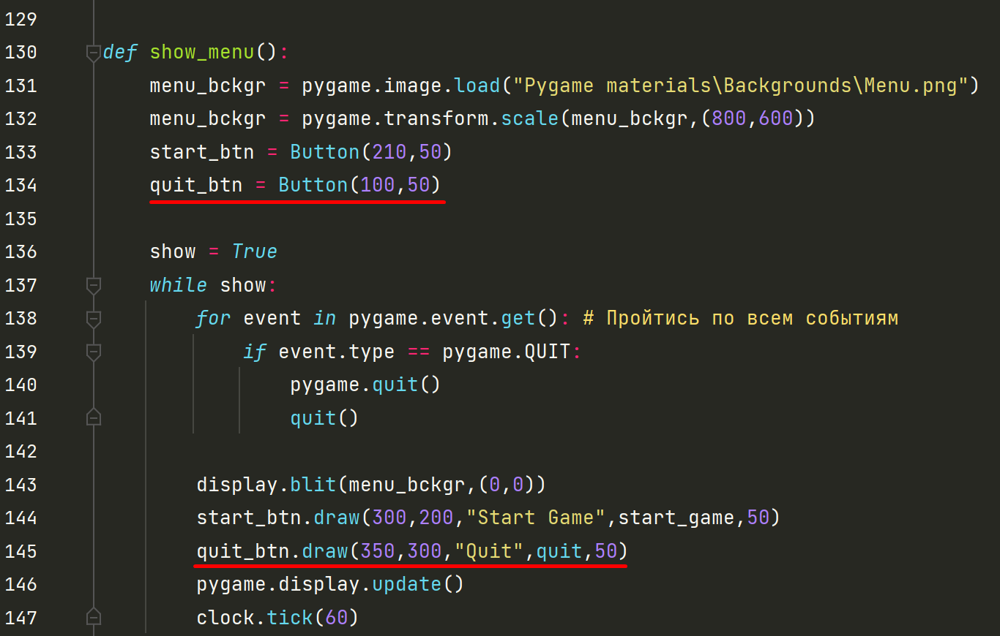 129
130 def show_menu():
131 menu_bckgr = pygame.image.load("Pygame materials\Backgrounds\Menu.png")
132 menu_bckgr = pygame.transform.scale(menu_bckgr,(800,600))
133 start_btn = Button(210,50)
134 quit_btn = Button(100,50)
135
136 show = True
137 while show:
138 for event in pygame.event.get(): # Пройтись по всем событиям
139 if event.type == pygame.QUIT:
140 pygame.quit()
141 quit()
142
143 display.blit(menu_bckgr,(0,0))
144 start_btn.draw(300,200,"Start Game",start_game,50)
145 quit_btn.draw(350,300,"Quit",quit,50)
146 pygame.display.update()
147 clock.tick(60)